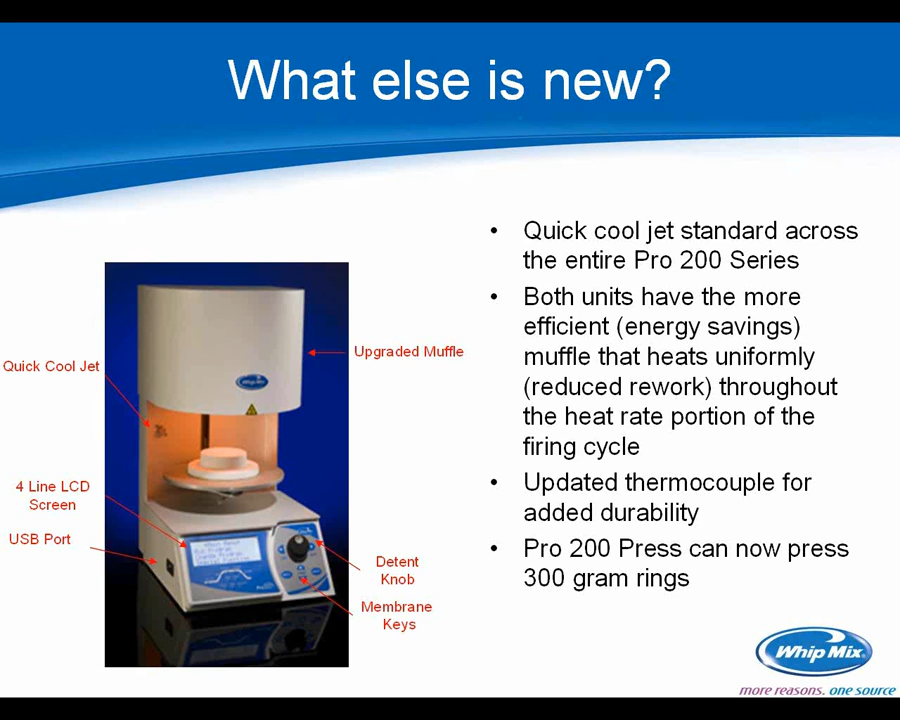 What else is new?
• Quick cool jet standard across
the entire Pro 200 Series
• Both units have the more
efficient (energy savings)
muffle that heats uniformly
(reduced rework) throughout
the heat rate portion of the
firing cycle
• Updated thermocouple for
added durability
• Pro 200 Press can now press
300 gram rings
Upgraded Muffle
Quick Cool Jet
Whip Mix
4 Line LCD
Screen
USB Port
Detent
Knob
Membrane
Keys
Whip Mix®
more reasons. one source